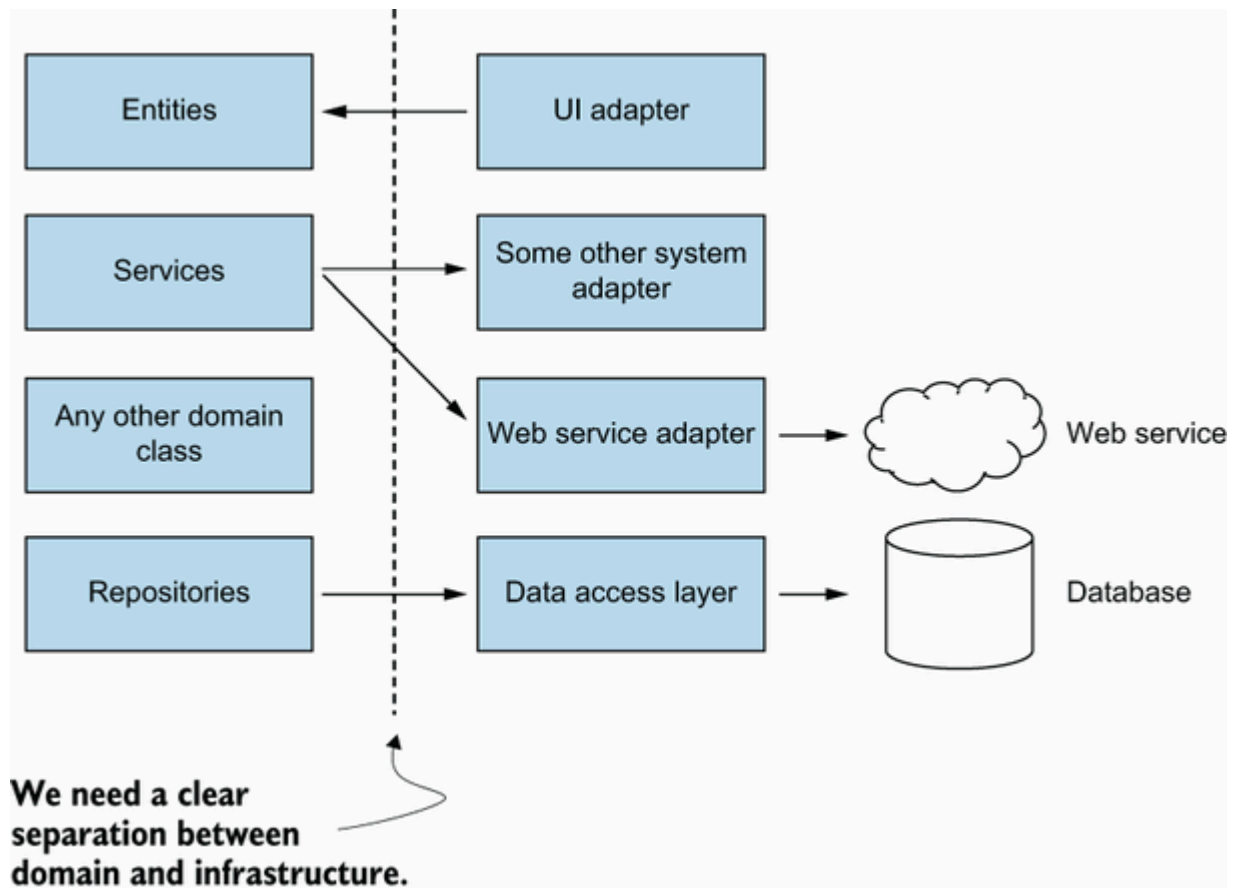 Entities
UI adapter
Services
Some other system
adapter
Any other domain
class
Web service adapter
Web service
Repositories
Data access layer
Database
We need a clear
separation between
domain and infrastructure.